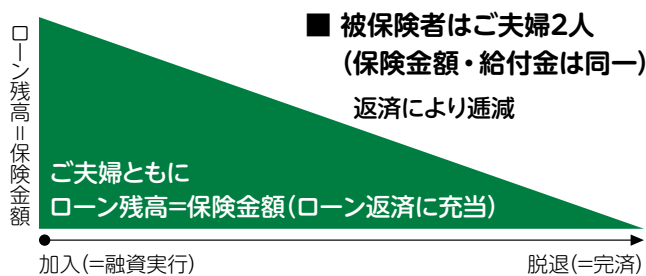 ■ 被保険者はご夫婦2人
(保険金額・給付金は同一)
返済により逓減
ローン残高＝保険金額
ご夫婦ともに
ローン残高=保険金額(ローン返済に充当)
加入(=融資実行)
脱退(=完済)